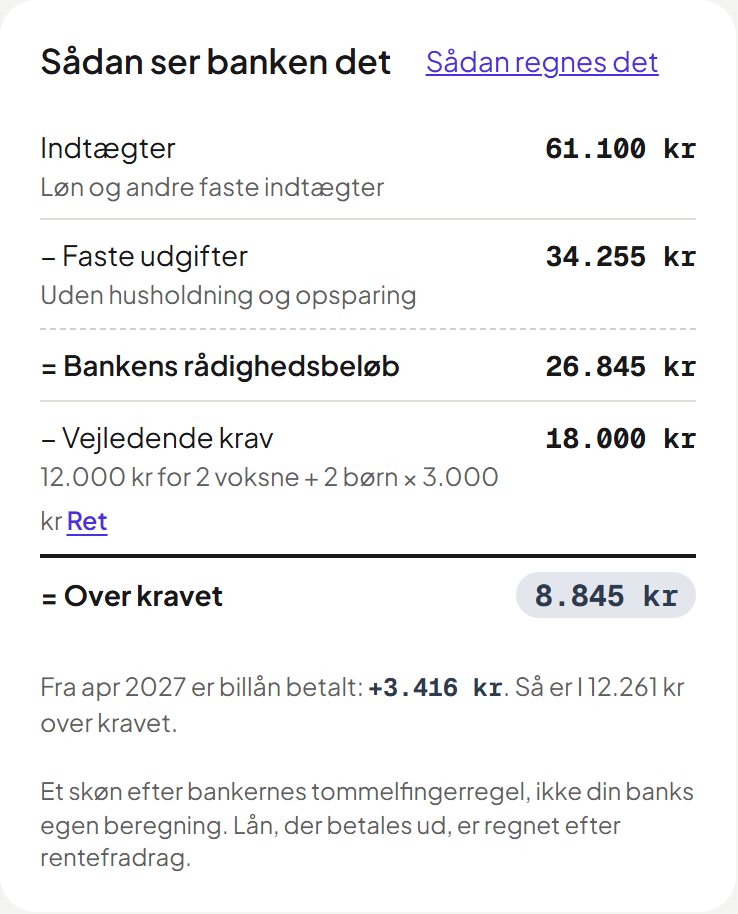 Sådan ser banken det Sådan regnes det
Indtægter 61.100 kr
Løn og andre faste indtægter
– Faste udgifter 34.255 kr
Uden husholdning og opsparing
= Bankens rådighedsbeløb 26.845 kr
– Vejledende krav 18.000 kr
12.000 kr for 2 voksne + 2 børn × 3.000
kr Ret
= Over kravet 8.845 kr
Fra apr 2027 er billån betalt: +3.416 kr. Så er I 12.261 kr
over kravet.
Et skøn efter bankernes tommelfingerregel, ikke din banks
egen beregning. Lån, der betales ud, er regnet efter
rentefradrag.